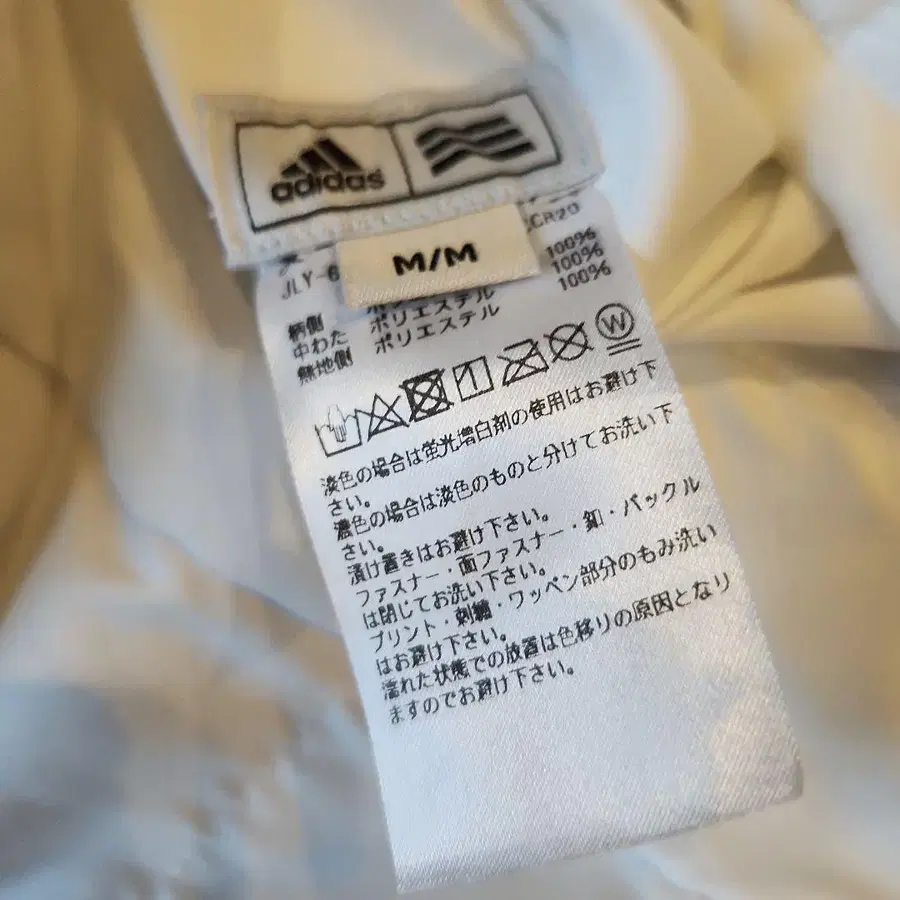 adidas
M/M
CR20
JLY-6
柄側 ポリエステル 100%
中わた ポリエステル 100%
無地側 ポリエステル 100%
W
淡色の場合は蛍光増白剤の使用はお避け下
さい。
濃色の場合は淡色のものと分けてお洗い下
さい。
漬け置きはお避け下さい。
ファスナー・面ファスナー・釦・バックル
は閉じてお洗い下さい。
プリント・刺繍・ワッペン部分のもみ洗い
はお避け下さい。
濡れた状態での放置は色移りの原因となり
ますのでお避け下さい。